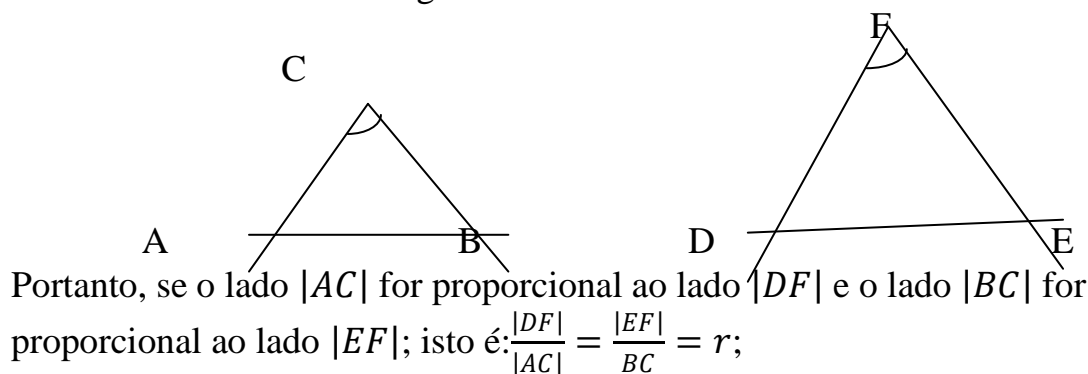 F
C
A B D E
Portanto, se o lado |AC| for proporcional ao lado |DF| e o lado |BC| for
proporcional ao lado |EF|; isto é: |DF|/|AC| = |EF|/BC = r;